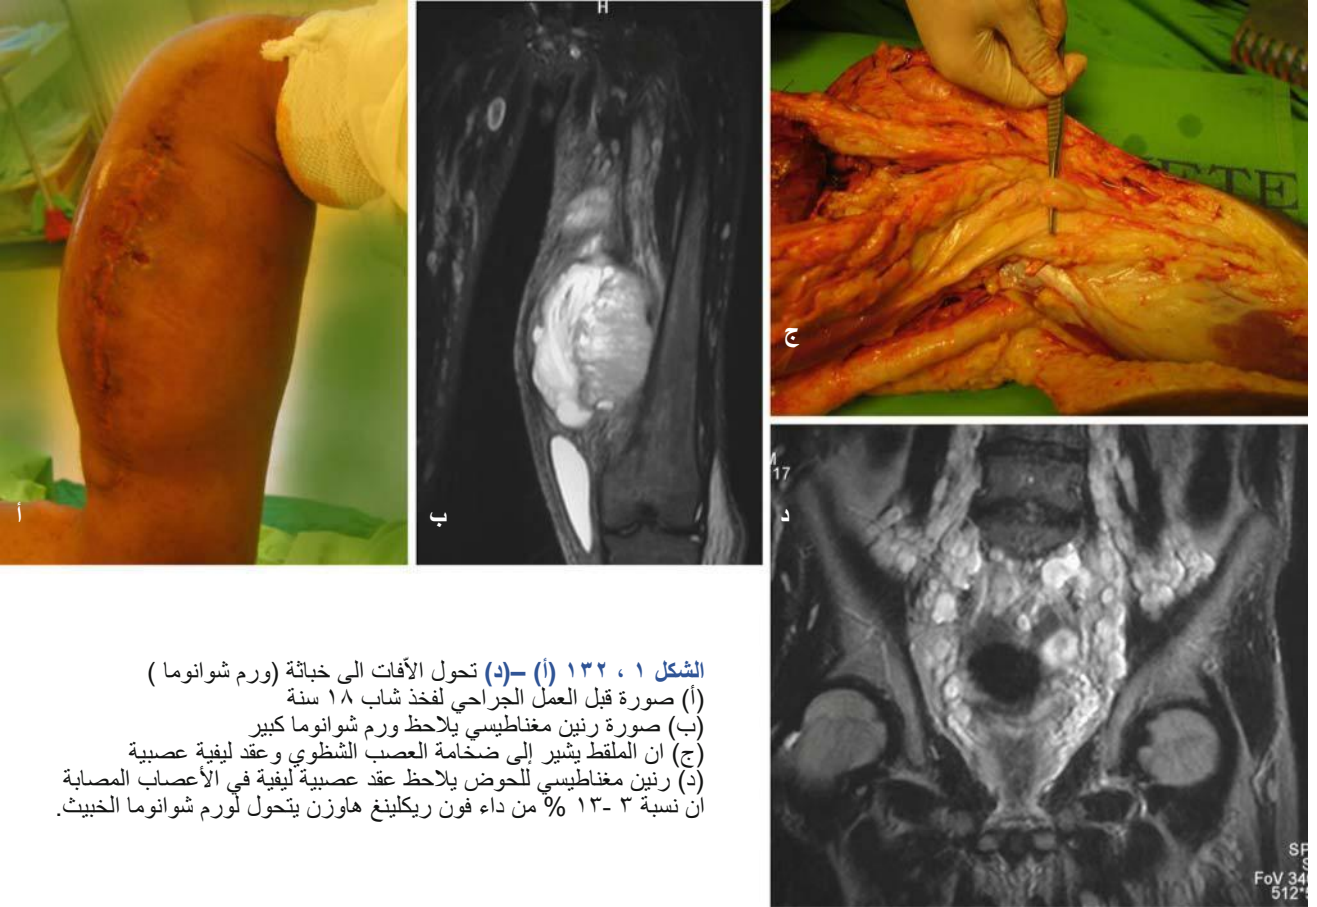 H
أ
ب
ج
ETE
د
17
SP
FoV 34
512*
الشكل ١ ، ١٣٢ (أ) –(د) تحول الآفات الى خباثة (ورم شوانوما )
(أ) صورة قبل العمل الجراحي لفخذ شاب ١٨ سنة
(ب) صورة رنين مغناطيسي يلاحظ ورم شوانوما كبير
(ج) ان الملقط يشير إلى ضخامة العصب الشظوي وعقد ليفية عصبية
(د) رنين مغناطيسي للحوض يلاحظ عقد عصبية ليفية في الأعصاب المصابة
ان نسبة ٣ -١٣ % من داء فون ريكلينغ هاوزن يتحول لورم شوانوما الخبيث.